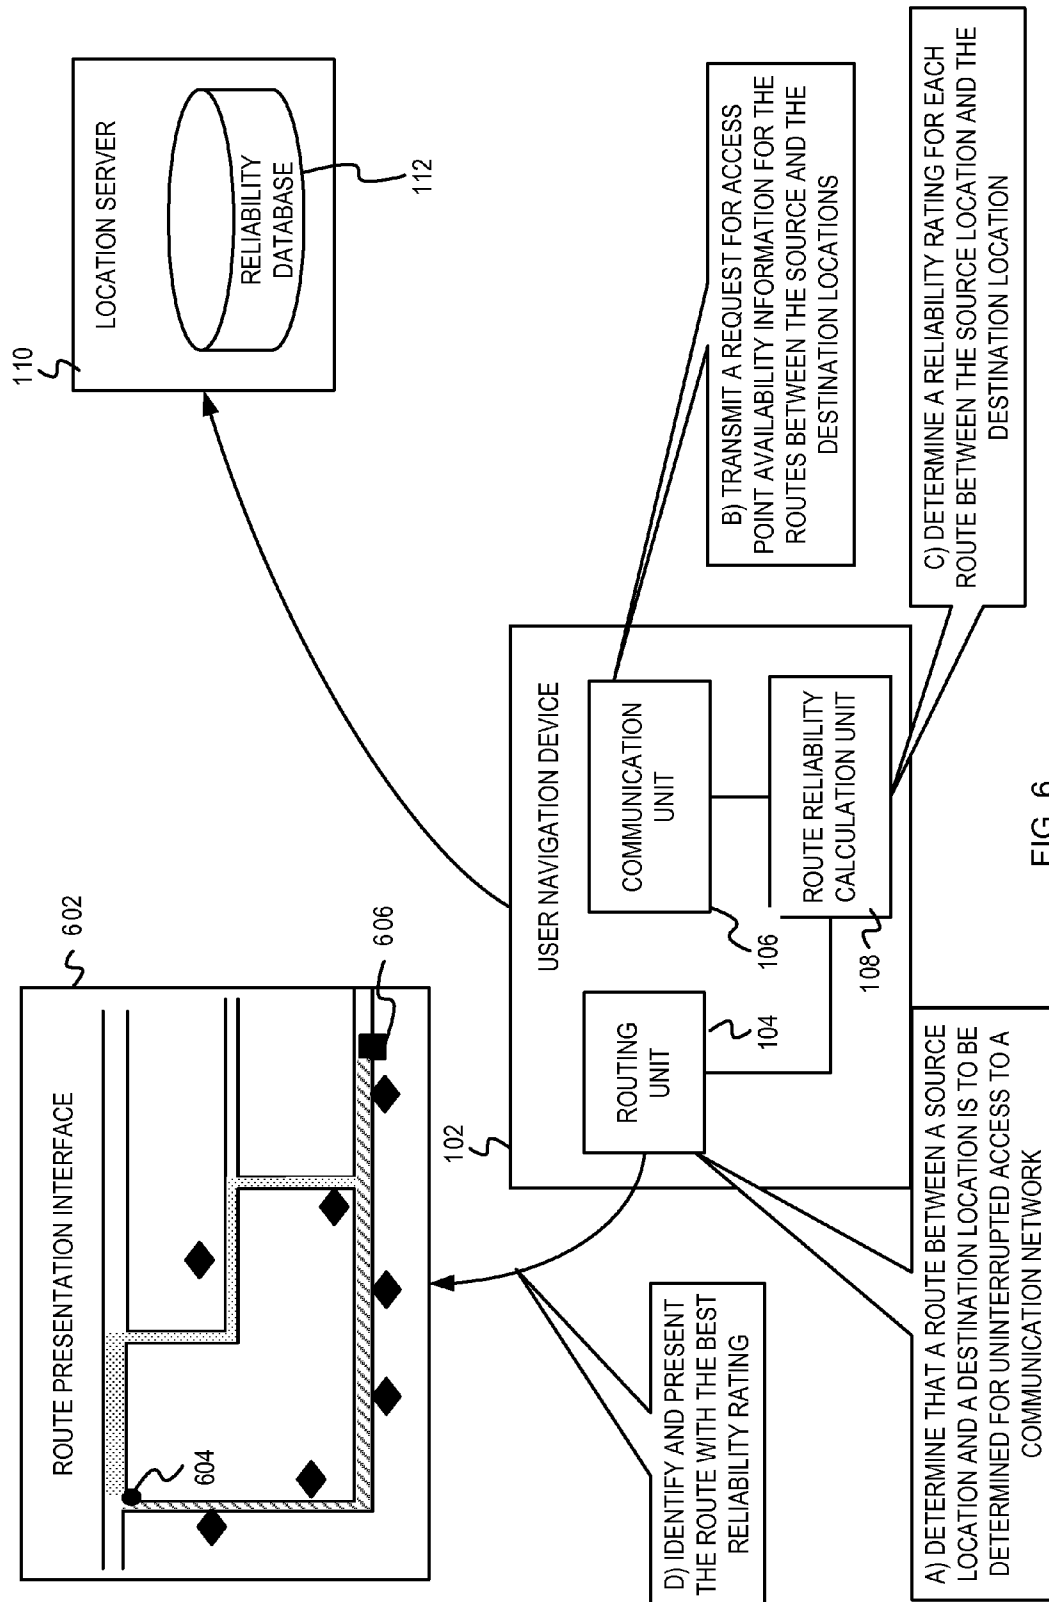 ROUTE PRESENTATION INTERFACE
602
604
606
LOCATION SERVER
110
RELIABILITY
DATABASE
112
D) IDENTIFY AND PRESENT
THE ROUTE WITH THE BEST
RELIABILITY RATING
102
USER NAVIGATION DEVICE
ROUTING
UNIT
104
COMMUNICATION
UNIT
106
ROUTE RELIABILITY
CALCULATION UNIT
108
B) TRANSMIT A REQUEST FOR ACCESS
POINT AVAILABILITY INFORMATION FOR THE
ROUTES BETWEEN THE SOURCE AND THE
DESTINATION LOCATIONS
A) DETERMINE THAT A ROUTE BETWEEN A SOURCE
LOCATION AND A DESTINATION LOCATION IS TO BE
DETERMINED FOR UNINTERRUPTED ACCESS TO A
COMMUNICATION NETWORK
C) DETERMINE A RELIABILITY RATING FOR EACH
ROUTE BETWEEN THE SOURCE LOCATION AND THE
DESTINATION LOCATION
FIG. 6